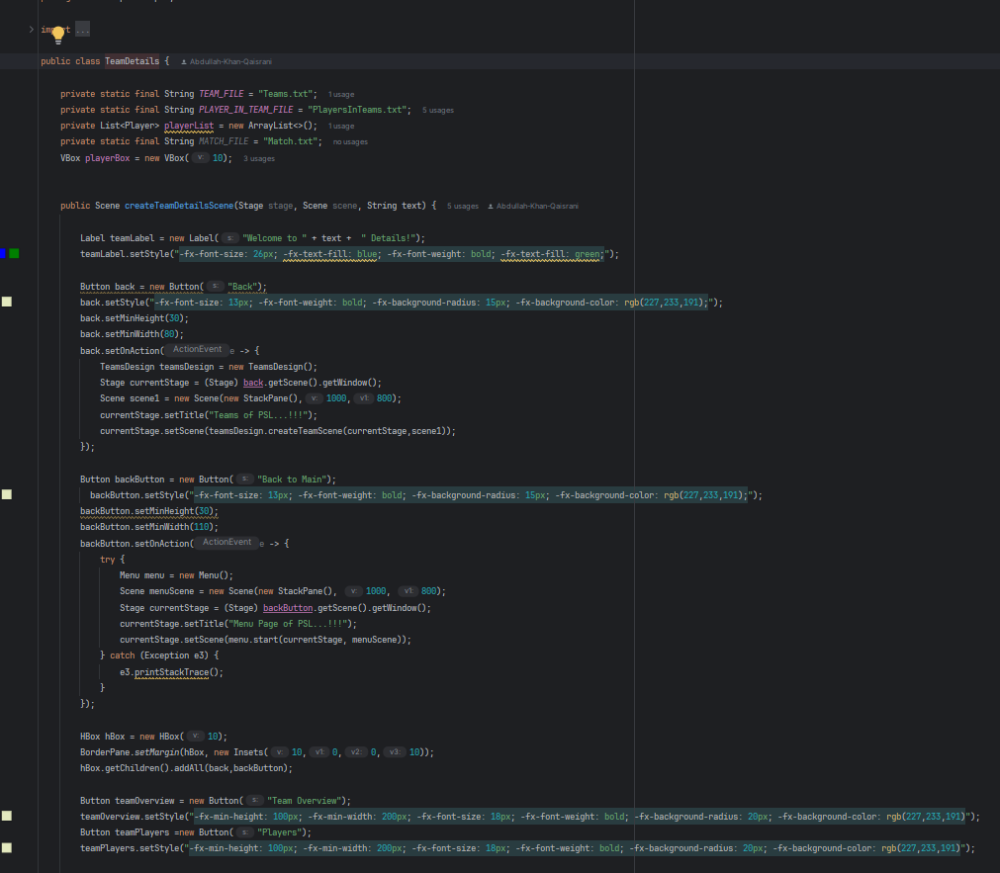 import ...
public class TeamDetails { Abdullah-Khan-Qaisrani
private static final String TEAM_FILE = "Teams.txt"; 1 usage
private static final String PLAYER_IN_TEAM_FILE = "PlayersInTeams.txt"; 5 usages
private List<Player> playerList = new ArrayList<>(); 1 usage
private static final String MATCH_FILE = "Match.txt"; no usages
VBox playerBox = new VBox( v: 10); 3 usages
public Scene createTeamDetailsScene(Stage stage, Scene scene, String text) { 5 usages Abdullah-Khan-Qaisrani
Label teamLabel = new Label( s: "Welcome to " + text + " Details!");
teamLabel.setStyle("-fx-font-size: 26px; -fx-text-fill: blue; -fx-font-weight: bold; -fx-text-fill: green;");
Button back = new Button( s: "Back");
back.setStyle("-fx-font-size: 13px; -fx-font-weight: bold; -fx-background-radius: 15px; -fx-background-color: rgb(227,233,191);");
back.setMinHeight(30);
back.setMinWidth(80);
back.setOnAction( ActionEvent e -> {
TeamsDesign teamsDesign = new TeamsDesign();
Stage currentStage = (Stage) back.getScene().getWindow();
Scene scene1 = new Scene(new StackPane(), v: 1000, v1: 800);
currentStage.setTitle("Teams of PSL...!!!");
currentStage.setScene(teamsDesign.createTeamScene(currentStage,scene1));
});
Button backButton = new Button( s: "Back to Main");
backButton.setStyle("-fx-font-size: 13px; -fx-font-weight: bold; -fx-background-radius: 15px; -fx-background-color: rgb(227,233,191);");
backButton.setMinHeight(30);
backButton.setMinWidth(110);
backButton.setOnAction( ActionEvent e -> {
try {
Menu menu = new Menu();
Scene menuScene = new Scene(new StackPane(), v: 1000, v1: 800);
Stage currentStage = (Stage) backButton.getScene().getWindow();
currentStage.setTitle("Menu Page of PSL...!!!");
currentStage.setScene(menu.start(currentStage, menuScene));
} catch (Exception e3) {
e3.printStackTrace();
}
});
HBox hBox = new HBox( v: 10);
BorderPane.setMargin(hBox, new Insets( v: 10, v1: 0, v2: 0, v3: 10));
hBox.getChildren().addAll(back,backButton);
Button teamOverview = new Button( s: "Team Overview");
teamOverview.setStyle("-fx-min-height: 100px; -fx-min-width: 200px; -fx-font-size: 18px; -fx-font-weight: bold; -fx-background-radius: 20px; -fx-background-color: rgb(227,233,191)");
Button teamPlayers =new Button( s: "Players");
teamPlayers.setStyle("-fx-min-height: 100px; -fx-min-width: 200px; -fx-font-size: 18px; -fx-font-weight: bold; -fx-background-radius: 20px; -fx-background-color: rgb(227,233,191)");